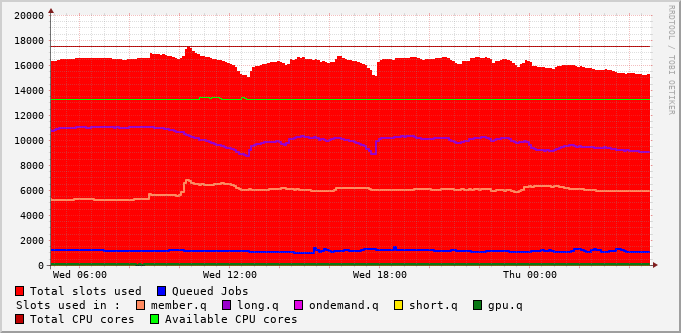 20000
18000
16000
14000
12000
10000
8000
6000
4000
2000
0
Wed 06:00 Wed 12:00 Wed 18:00 Thu 00:00
RRDTOOL / TOBI OETIKER
Total slots used Queued Jobs
Slots used in : member.q long.q ondemand.q short.q gpu.q
Total CPU cores Available CPU cores